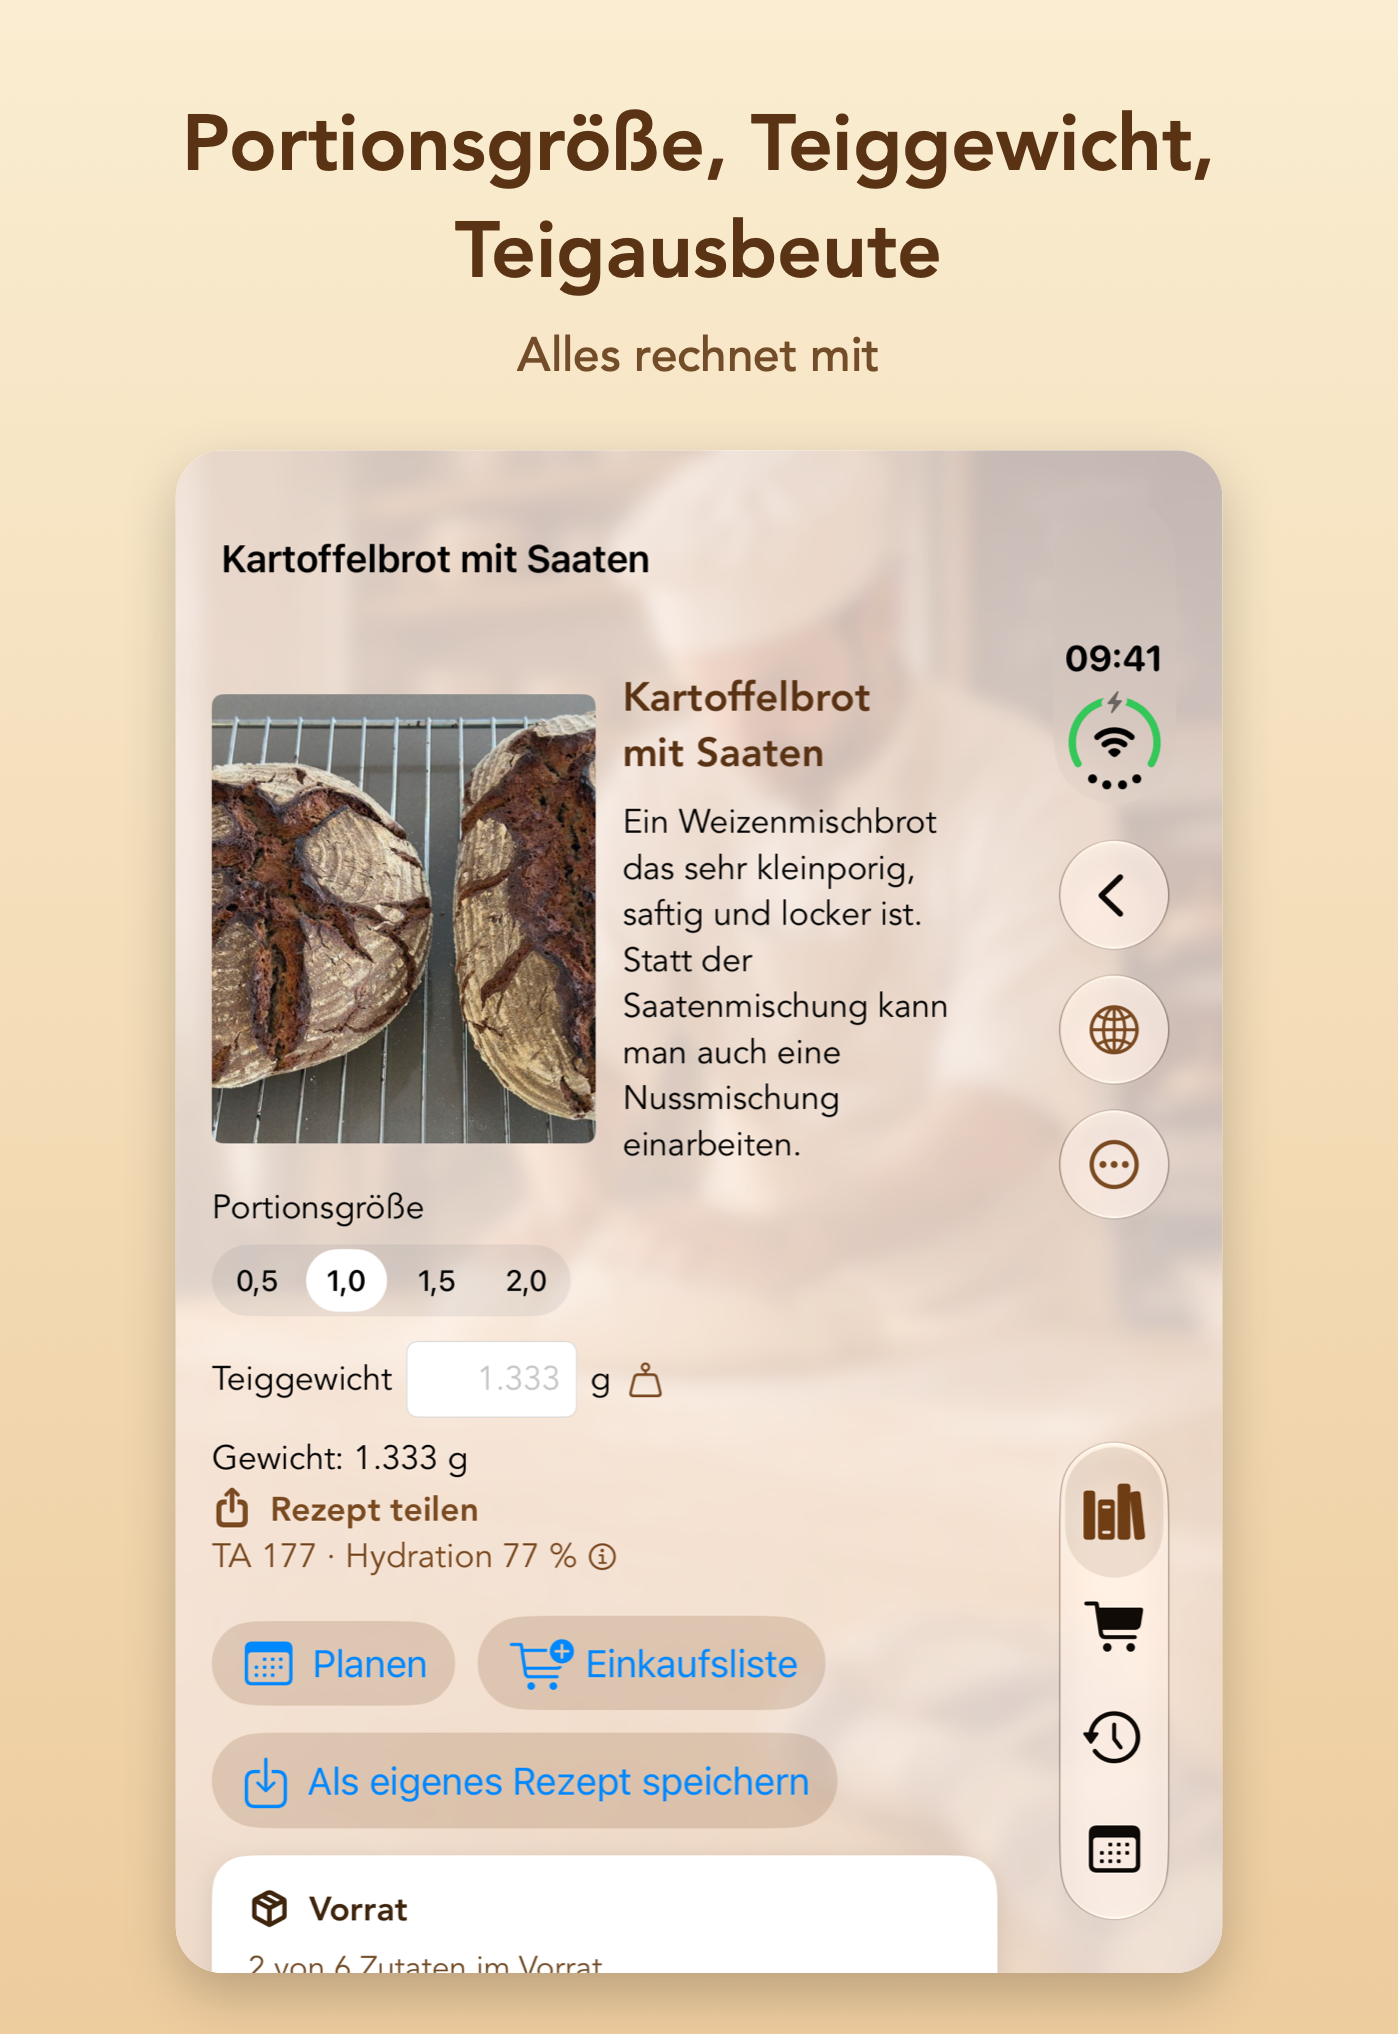 Portionsgröße, Teiggewicht,
Teigausbeute
Alles rechnet mit
Kartoffelbrot mit Saaten
09:41
Kartoffelbrot
mit Saaten
Ein Weizenmischbrot
das sehr kleinporig,
saftig und locker ist.
Statt der
Saatenmischung kann
man auch eine
Nussmischung
einarbeiten.
Portionsgröße
0,5 1,0 1,5 2,0
Teiggewicht 1.333 g
Gewicht: 1.333 g
Rezept teilen
TA 177 · Hydration 77 %
Planen Einkaufsliste
Als eigenes Rezept speichern
Vorrat
2 von 6 Zutaten im Vorrat